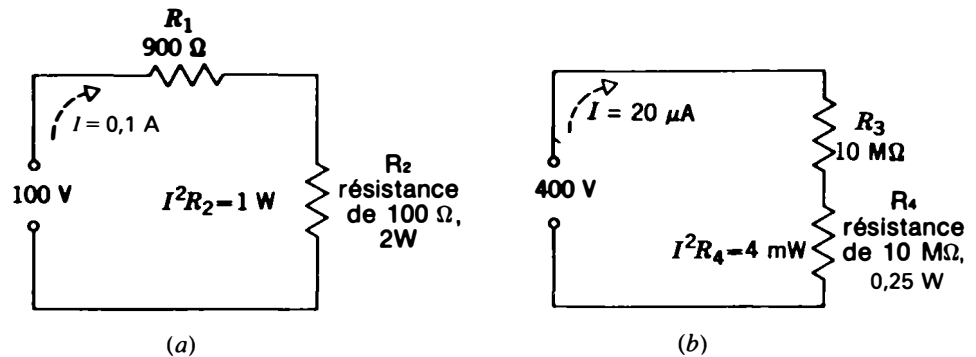 R₁
900 Ω
I = 0,1 A
100 V
I²R₂=1 W
R₂
résistance
de 100 Ω,
2W
(a)
I = 20 µA
R₃
10 MΩ
400 V
I²R₄=4 mW
R₄
résistance
de 10 MΩ,
0,25 W
(b)